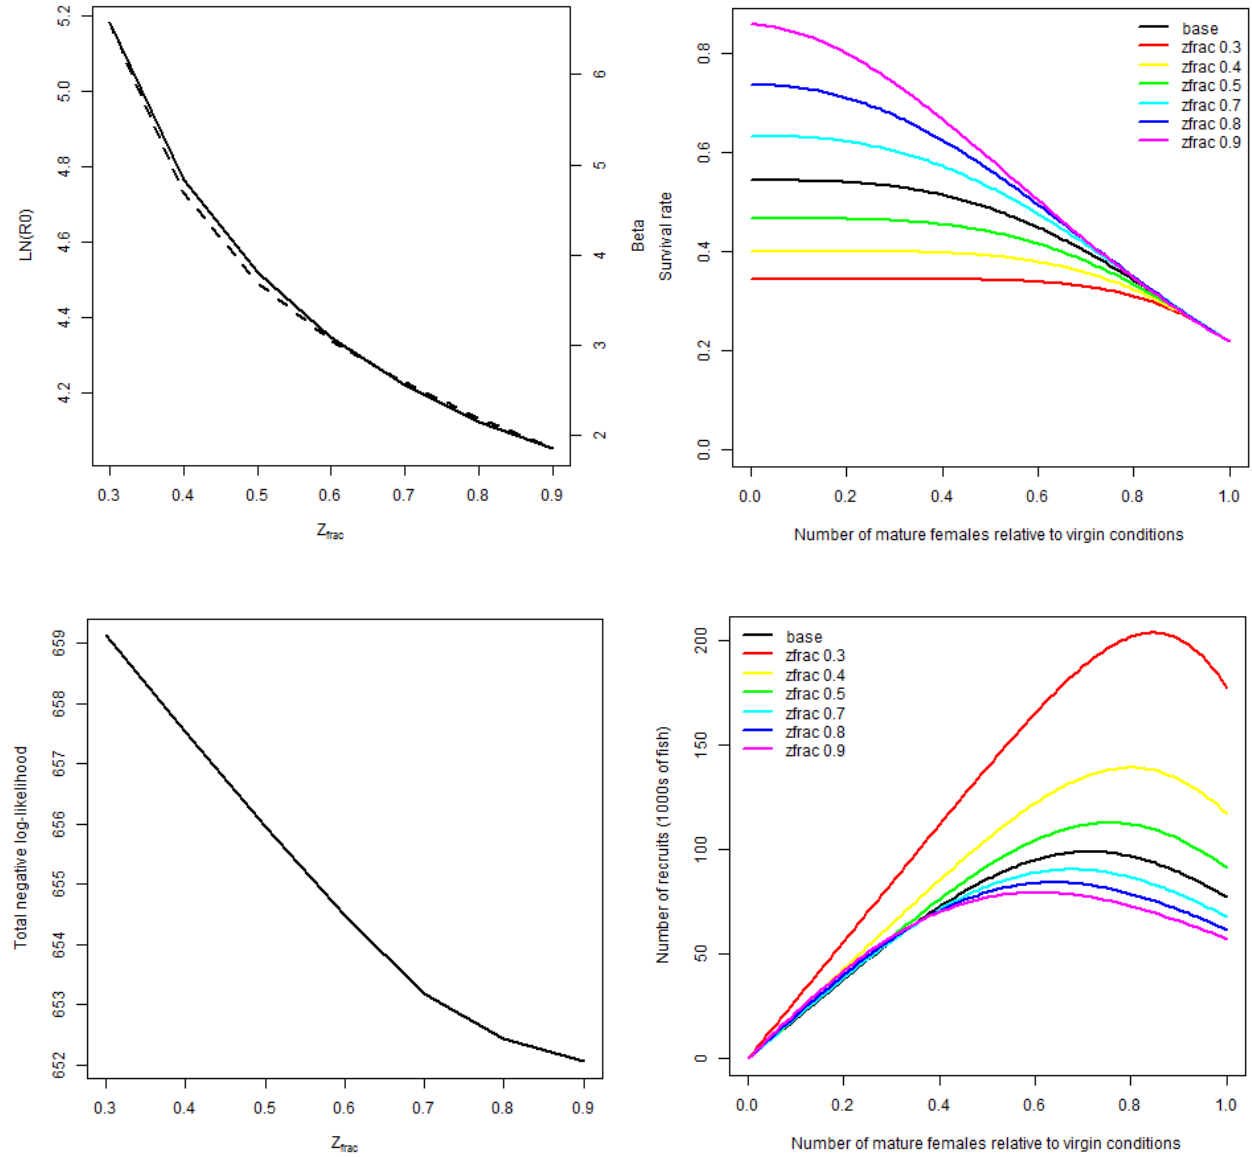 5.2
5.0
4.8
4.6
4.4
4.2
LN(R0)
6
5
4
3
2
Beta
0.3 0.4 0.5 0.6 0.7 0.8 0.9
Zfrac
0.8
0.6
0.4
0.2
0.0
Survival rate
base
zfrac 0.3
zfrac 0.4
zfrac 0.5
zfrac 0.7
zfrac 0.8
zfrac 0.9
0.0 0.2 0.4 0.6 0.8 1.0
Number of mature females relative to virgin conditions
659
658
657
656
655
654
653
652
Total negative log-likelihood
0.3 0.4 0.5 0.6 0.7 0.8 0.9
Zfrac
200
150
100
50
0
Number of recruits (1000s of fish)
base
zfrac 0.3
zfrac 0.4
zfrac 0.5
zfrac 0.7
zfrac 0.8
zfrac 0.9
0.0 0.2 0.4 0.6 0.8 1.0
Number of mature females relative to virgin conditions